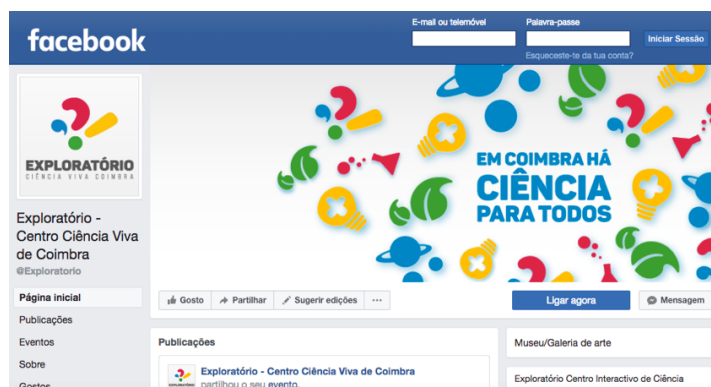 facebook
E-mail ou telemóvel
Palavra-passe
Iniciar Sessão
Esqueceste-te da tua conta?
EXPLORATÓRIO
CIÊNCIA VIVA COIMBRA
EM COIMBRA HÁ
CIÊNCIA
PARA TODOS
Exploratório -
Centro Ciência Viva
de Coimbra
@Exploratorio
Página inicial
Publicações
Eventos
Sobre
Gostos
Gosto
Partilhar
Sugerir edições
Ligar agora
Mensagem
Publicações
EXPLORATÓRIO
Exploratório - Centro Ciência Viva de Coimbra
partilhou o seu evento.
Museu/Galeria de arte
Exploratório Centro Interactivo de Ciência